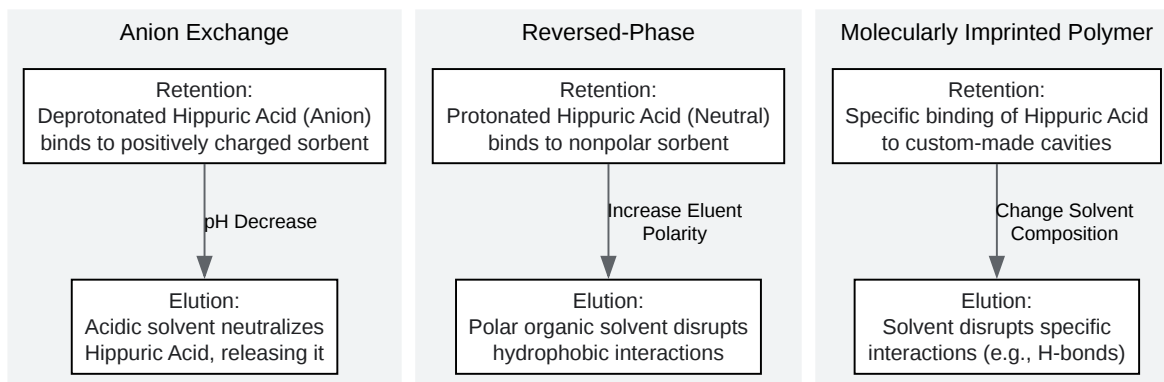 Anion Exchange
Retention:
Deprotonated Hippuric Acid (Anion)
binds to positively charged sorbent
pH Decrease
Elution:
Acidic solvent neutralizes
Hippuric Acid, releasing it
Reversed-Phase
Retention:
Protonated Hippuric Acid (Neutral)
binds to nonpolar sorbent
Increase Eluent
Polarity
Elution:
Polar organic solvent disrupts
hydrophobic interactions
Molecularly Imprinted Polymer
Retention:
Specific binding of Hippuric Acid
to custom-made cavities
Change Solvent
Composition
Elution:
Solvent disrupts specific
interactions (e.g., H-bonds)